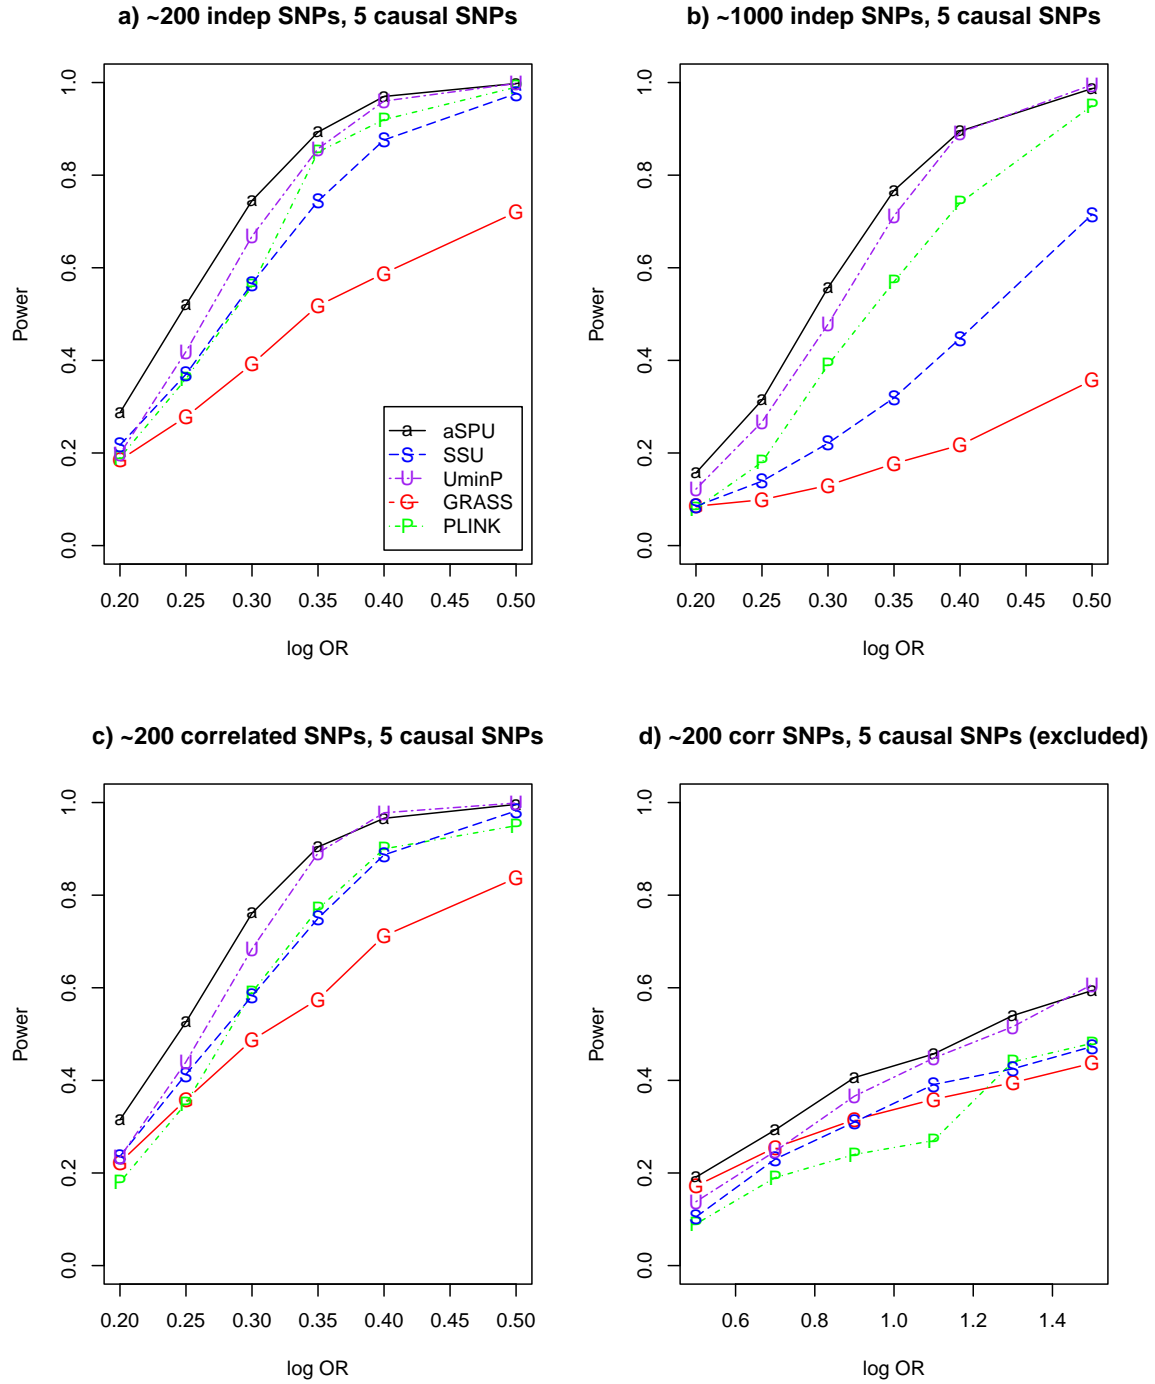 a) ~200 indep SNPs, 5 causal SNPs
Power
0.0 0.2 0.4 0.6 0.8 1.0
aSPU
SSU
UminP
GRASS
PLINK
0.20 0.25 0.30 0.35 0.40 0.45 0.50
log OR
b) ~1000 indep SNPs, 5 causal SNPs
Power
0.0 0.2 0.4 0.6 0.8 1.0
0.20 0.25 0.30 0.35 0.40 0.45 0.50
log OR
c) ~200 correlated SNPs, 5 causal SNPs
Power
0.0 0.2 0.4 0.6 0.8 1.0
0.20 0.25 0.30 0.35 0.40 0.45 0.50
log OR
d) ~200 corr SNPs, 5 causal SNPs (excluded)
Power
0.0 0.2 0.4 0.6 0.8 1.0
0.6 0.8 1.0 1.2 1.4
log OR